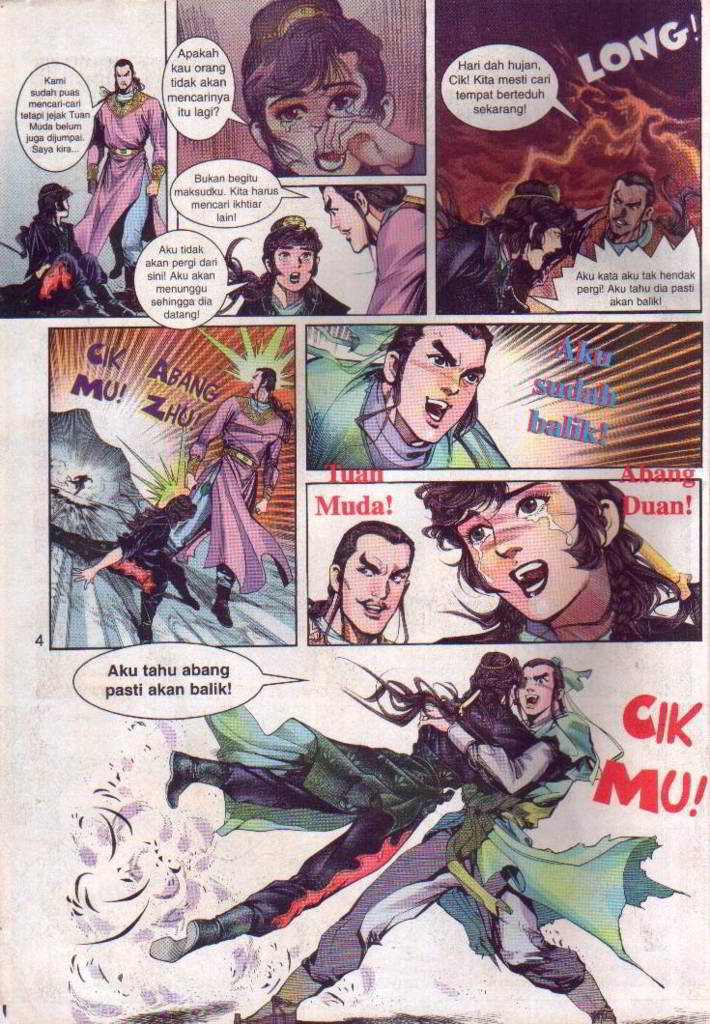 Kami
sudah puas
mencari-cari
tetapi jejak Tuan
Muda belum
juga dijumpai.
Saya kira...
Apakah
kau orang
tidak akan
mencarinya
itu lagi?
Bukan begitu
maksudku. Kita harus
mencari ikhtiar
lain!
Aku tidak
akan pergi dari
sini! Aku akan
menunggu
sehingga dia
datang!
LONG!
Hari dah hujan,
Cik! Kita mesti cari
tempat berteduh
sekarang!
Aku kata aku tak hendak
pergi! Aku tahu dia pasti
akan balik!
CIK
MU!
ABANG
ZHU!
Aku
sudah
balik!
Tuan
Muda!
Abang
Duan!
4
Aku tahu abang
pasti akan balik!
CIK
MU!